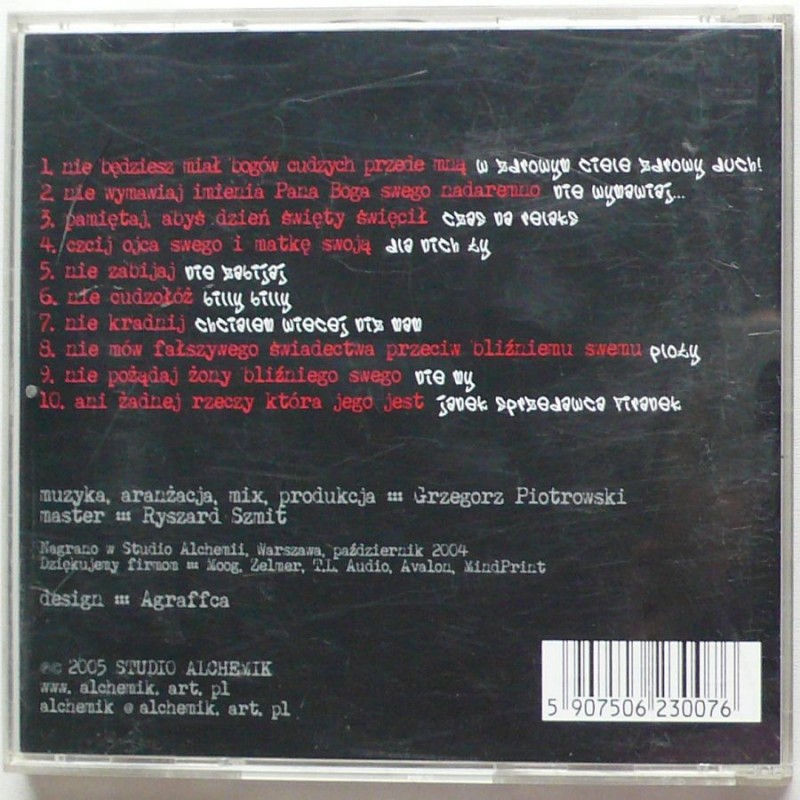 1. nie będziesz miał bogów cudzych przede mną w zdrowym ciele zdrowy duch!
2. nie wymawiaj imienia Pana Boga swego nadaremno nie wymawiaj...
3. pamiętaj, abyś dzień święty święcił czas na relaks
4. czcij ojca swego i matkę swoją dla nich ty
5. nie zabijaj nie zabijaj
6. nie cudzołóż billy billy
7. nie kradnij chcialem wiecej niz mam
8. nie mów fałszywego świadectwa przeciw bliźniemu swemu
9. nie pożądaj żony bliźniego swego nie my
10. ani żadnej rzeczy która jego jest janek sprzedawca firanek
muzyka, aranżacja, mix, produkcja ::: Grzegorz Piotrowski
master ::: Ryszard Szmit
Nagrano w Studio Alchemii, Warszawa, październik 2004
Dziękujemy firmom ::: Moog, Zelmer, T.L. Audio, Avalon, MindPrint
design ::: Agraffca
℗© 2005 STUDIO ALCHEMIK
www. alchemik. art. pl
alchemik @ alchemik. art. pl
5 907506 230076